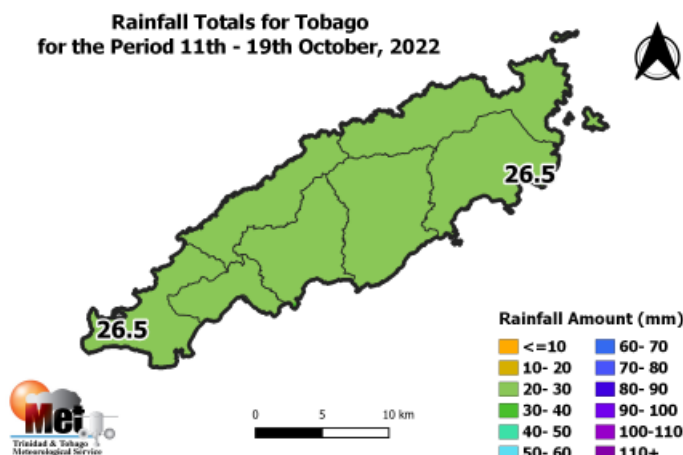 Rainfall Totals for Tobago
for the Period 11th - 19th October, 2022
26.5
26.5
Rainfall Amount (mm)
<=10
10- 20
20- 30
30- 40
40- 50
50- 60
60- 70
70- 80
80- 90
90- 100
100-110
110+
0 5 10 km
Met
Trinidad & Tobago
Meteorological Service